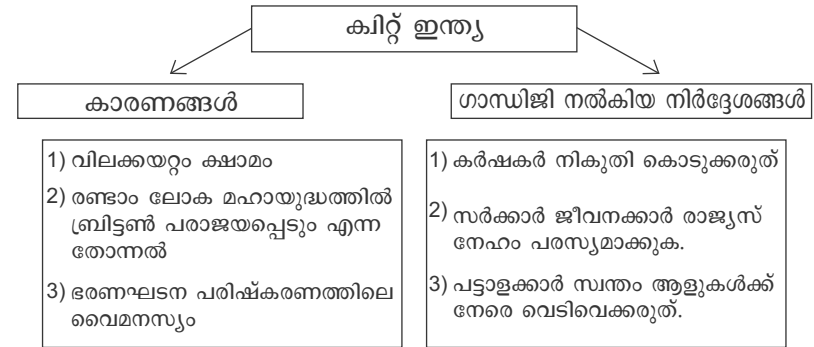 ക്വിറ്റ് ഇന്ത്യ
കാരണങ്ങൾ
1) വിലക്കയറ്റം ക്ഷാമം
2) രണ്ടാം ലോക മഹായുദ്ധത്തിൽ
ബ്രിട്ടൺ പരാജയപ്പെടും എന്ന
തോന്നൽ
3) ഭരണഘടന പരിഷ്കരണത്തിലെ
വൈമനസ്യം
ഗാന്ധിജി നൽകിയ നിർദ്ദേശങ്ങൾ
1) കർഷകർ നികുതി കൊടുക്കരുത്
2) സർക്കാർ ജീവനക്കാർ രാജ്യസ്
നേഹം പരസ്യമാക്കുക.
3) പട്ടാളക്കാർ സ്വന്തം ആളുകൾക്ക്
നേരെ വെടിവെക്കരുത്.